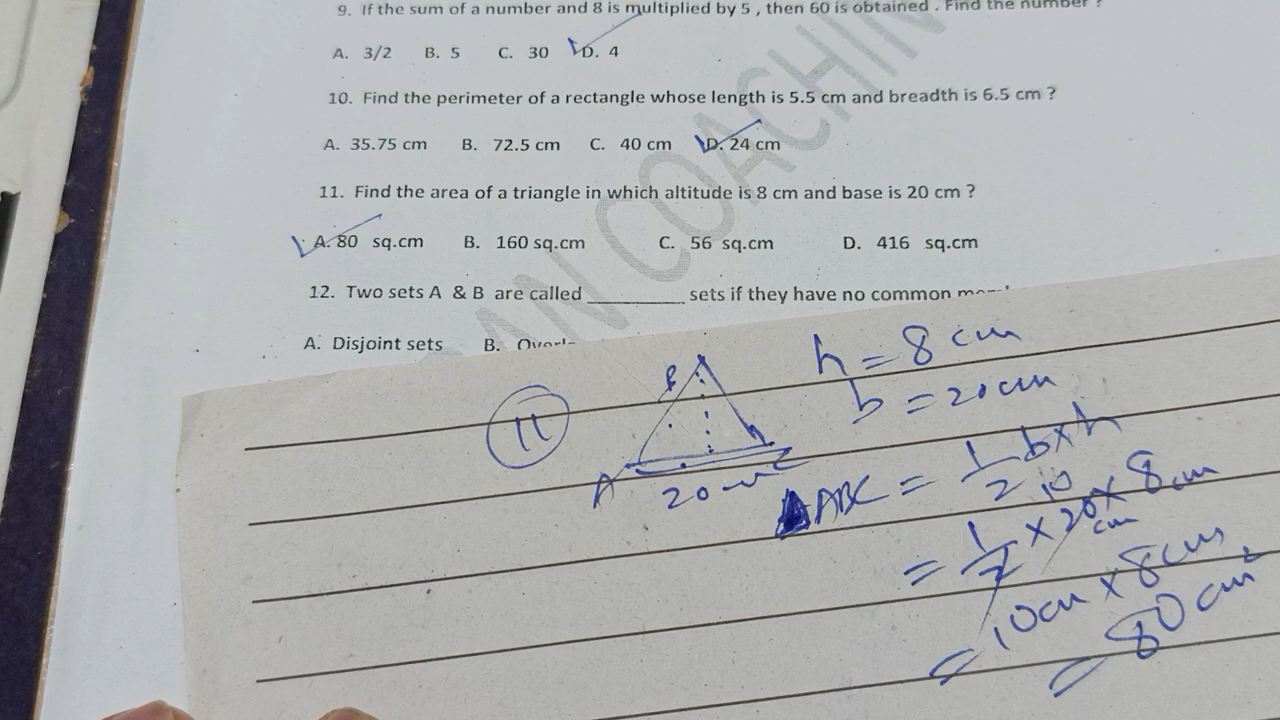 9. If the sum of a number and 8 is multiplied by 5 , then 60 is obtained . Find the number ?
A. 3/2 B. 5 C. 30 D. 4
10. Find the perimeter of a rectangle whose length is 5.5 cm and breadth is 6.5 cm ?
A. 35.75 cm B. 72.5 cm C. 40 cm D. 24 cm
11. Find the area of a triangle in which altitude is 8 cm and base is 20 cm ?
A. 80 sq.cm B. 160 sq.cm C. 56 sq.cm D. 416 sq.cm
12. Two sets A & B are called __________ sets if they have no common
A. Disjoint sets B.
COACHIN
11
h = 8 cm
b = 20 cm
A 20
ABC = 1/2 b × h
= 1/2 × 20 cm × 8 cm
10
= 10 cm × 8 cm
= 80 cm²